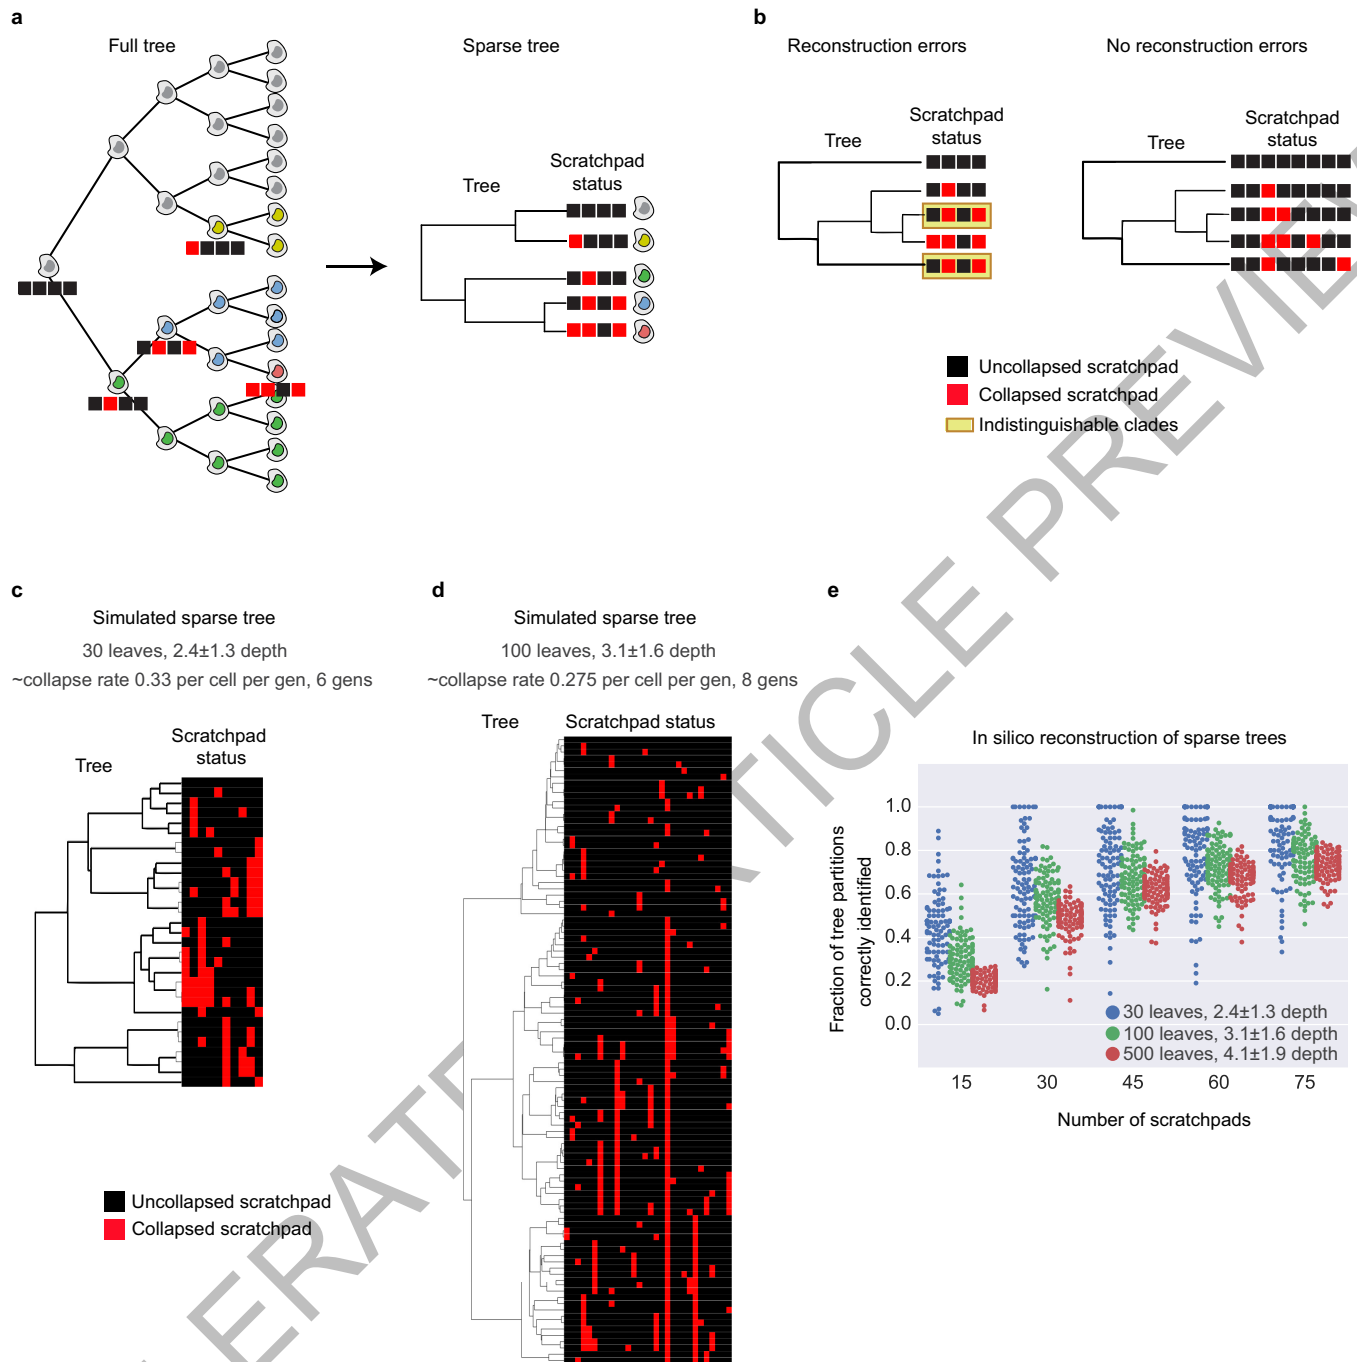 a
Full tree
Sparse tree
Tree
Scratchpad
status
b
Reconstruction errors
No reconstruction errors
Tree
Scratchpad
status
Tree
Scratchpad
status
Uncollapsed scratchpad
Collapsed scratchpad
Indistinguishable clades
c
Simulated sparse tree
30 leaves, 2.4±1.3 depth
~collapse rate 0.33 per cell per gen, 6 gens
Tree
Scratchpad
status
Uncollapsed scratchpad
Collapsed scratchpad
d
Simulated sparse tree
100 leaves, 3.1±1.6 depth
~collapse rate 0.275 per cell per gen, 8 gens
Tree
Scratchpad status
e
In silico reconstruction of sparse trees
Fraction of tree partitions
correctly identified
1.0
0.8
0.6
0.4
0.2
0.0
30 leaves, 2.4±1.3 depth
100 leaves, 3.1±1.6 depth
500 leaves, 4.1±1.9 depth
15 30 45 60 75
Number of scratchpads
ERATED ARTICLE PREVIEW